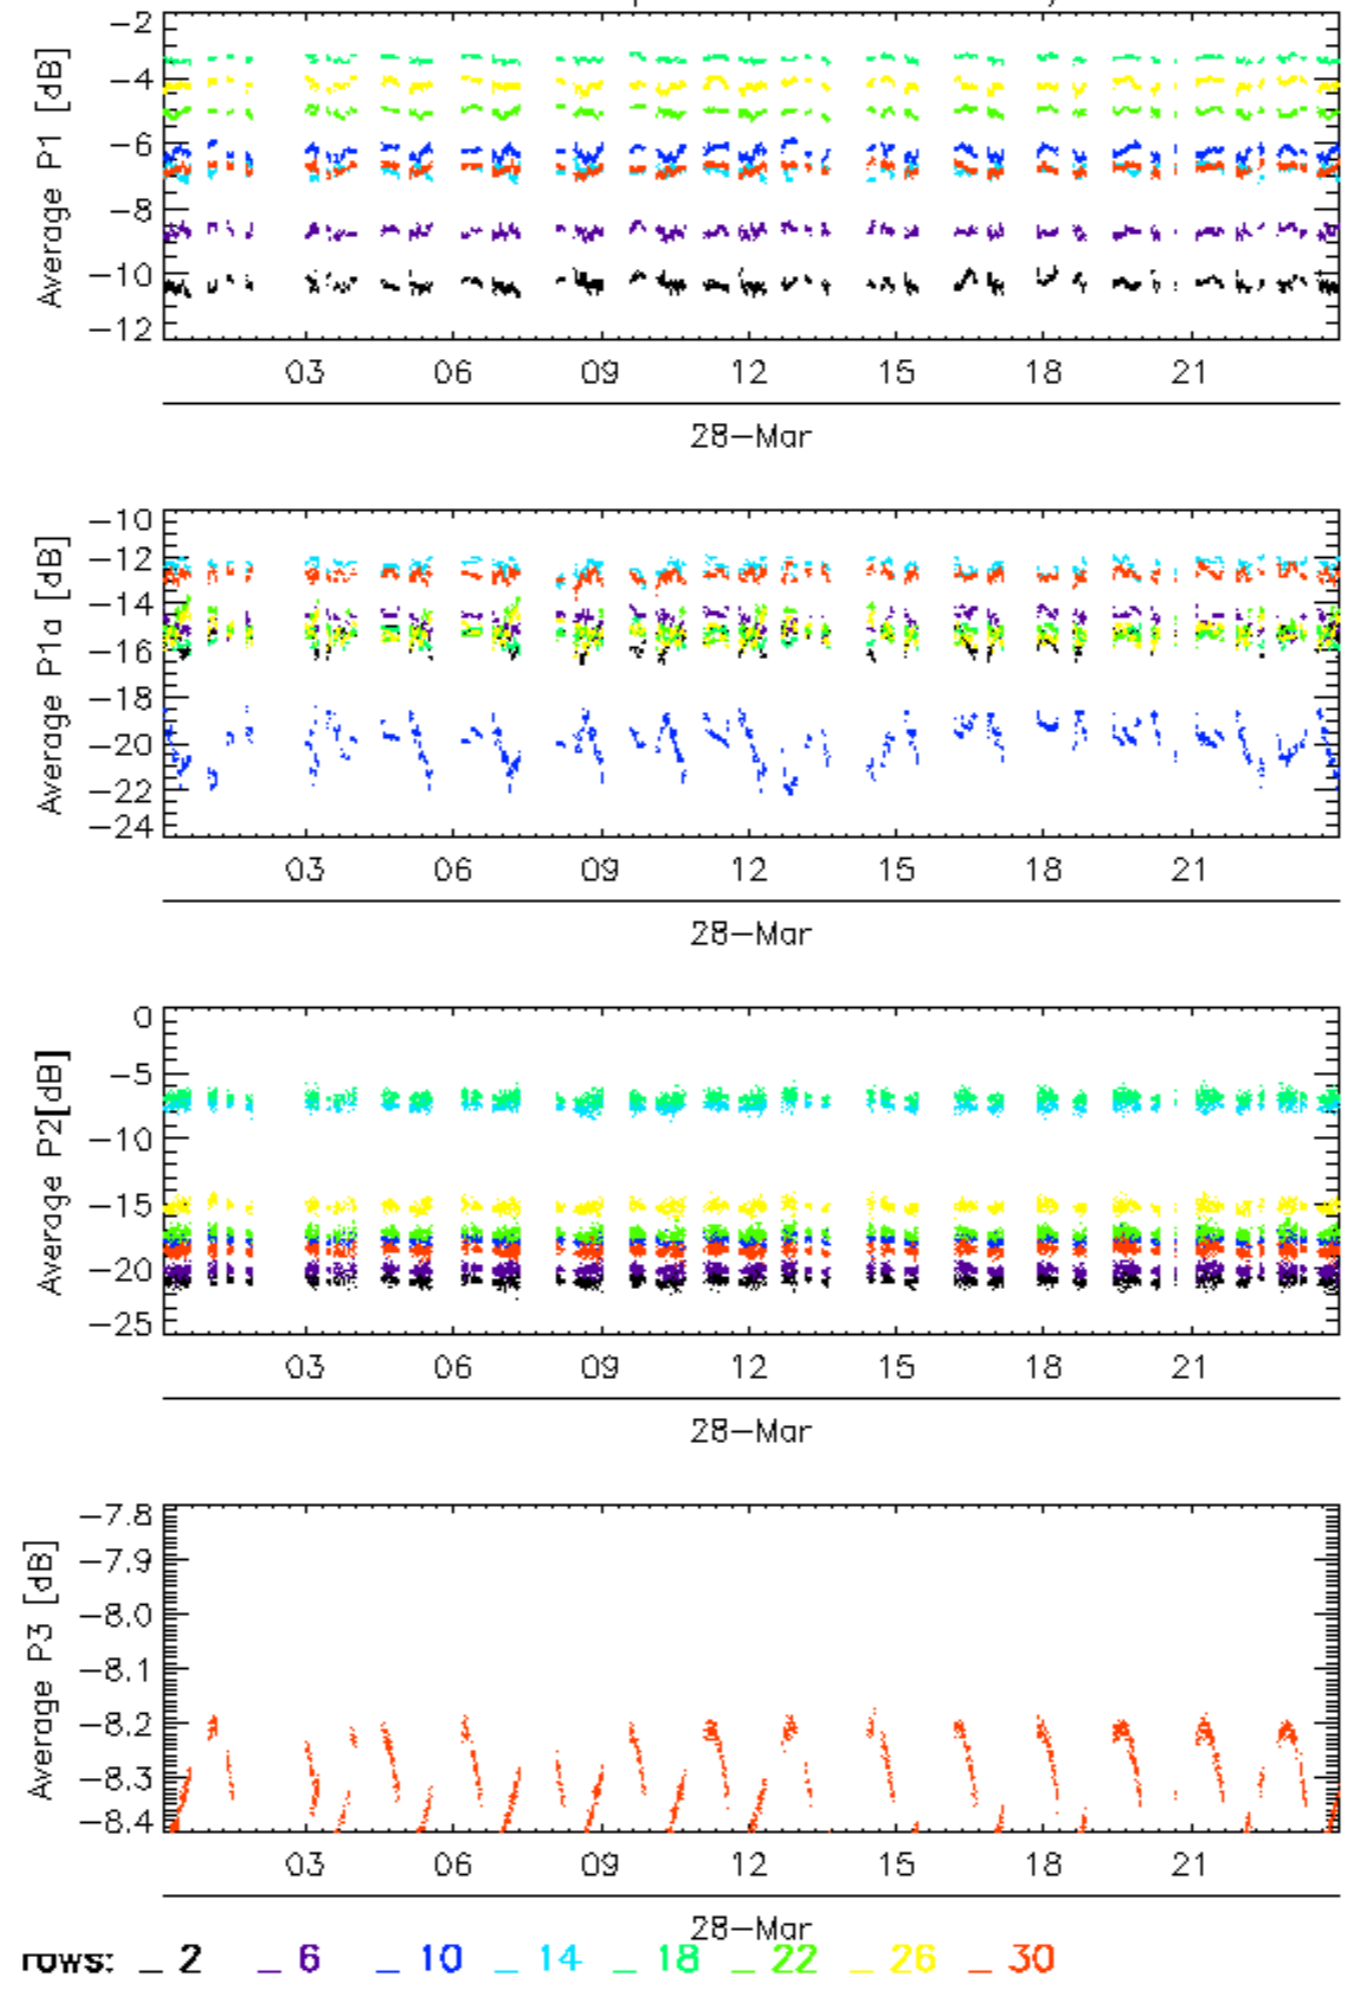 -2
-4
-6
-8
-10
-12
Average P1 [dB]
03 06 09 12 15 18 21
28-Mar
-10
-12
-14
-16
-18
-20
-22
-24
Average P1a [dB]
03 06 09 12 15 18 21
28-Mar
0
-5
-10
-15
-20
-25
Average P2[dB]
03 06 09 12 15 18 21
28-Mar
-7.8
-7.9
-8.0
-8.1
-8.2
-8.3
-8.4
Average P3 [dB]
03 06 09 12 15 18 21
28-Mar
rows: _ 2 _ 6 _ 10 _ 14 _ 18 _ 22 _ 26 _ 30